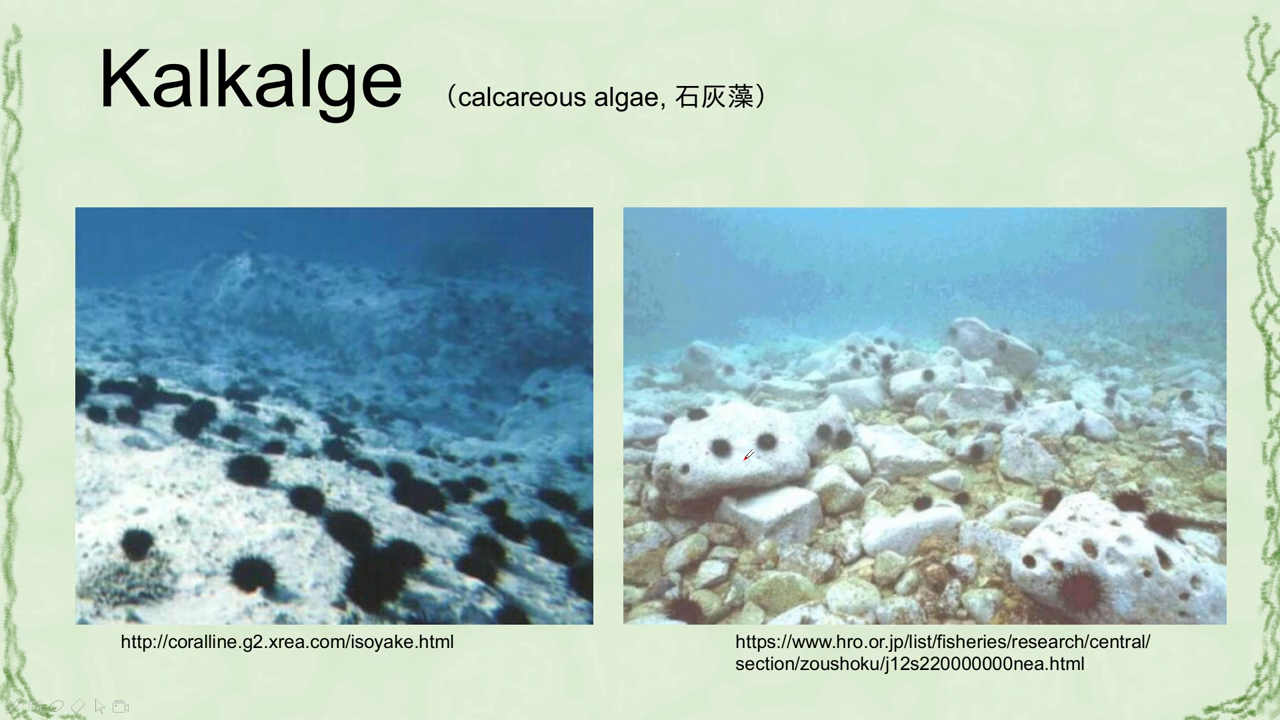 Kalkalge （calcareous algae, 石灰藻）
http://coralline.g2.xrea.com/isoyake.html
https://www.hro.or.jp/list/fisheries/research/central/
section/zoushoku/j12s220000000nea.html